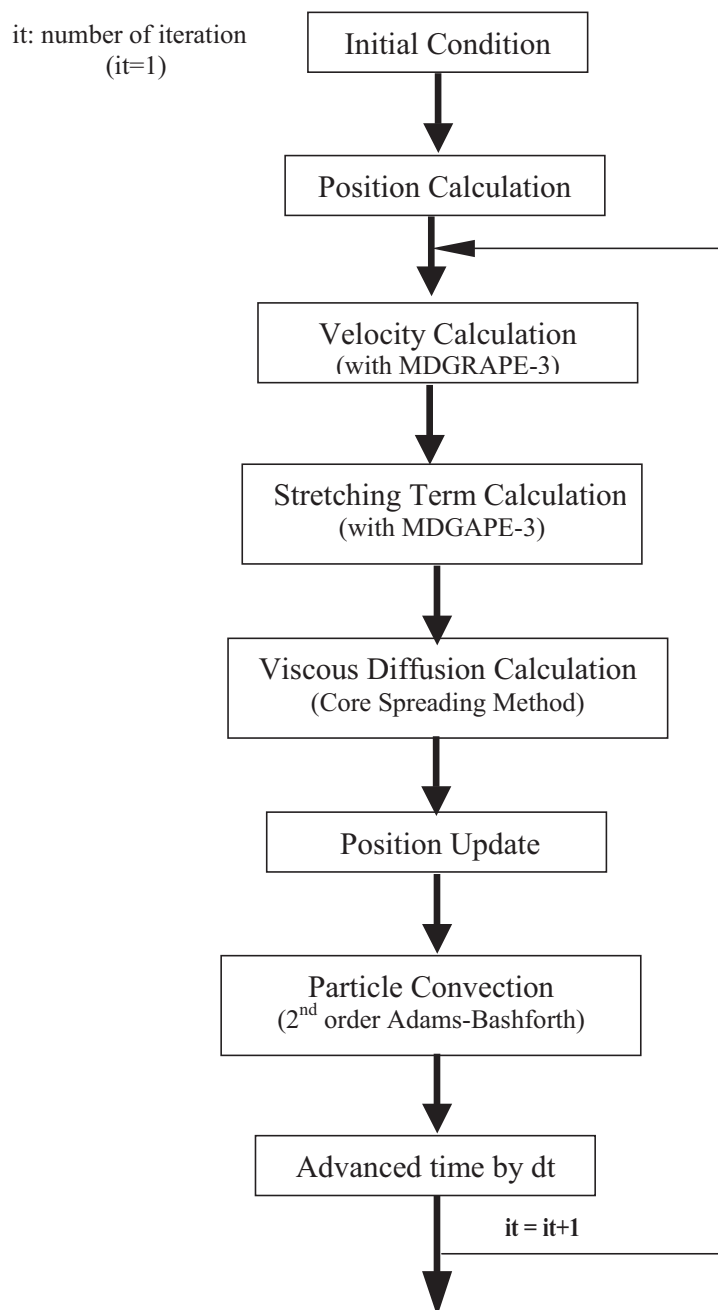 it: number of iteration
(it=1)
Initial Condition
Position Calculation
Velocity Calculation
(with MDGRAPE-3)
Stretching Term Calculation
(with MDGAPE-3)
Viscous Diffusion Calculation
(Core Spreading Method)
Position Update
Particle Convection
(2nd order Adams-Bashforth)
Advanced time by dt
it = it+1